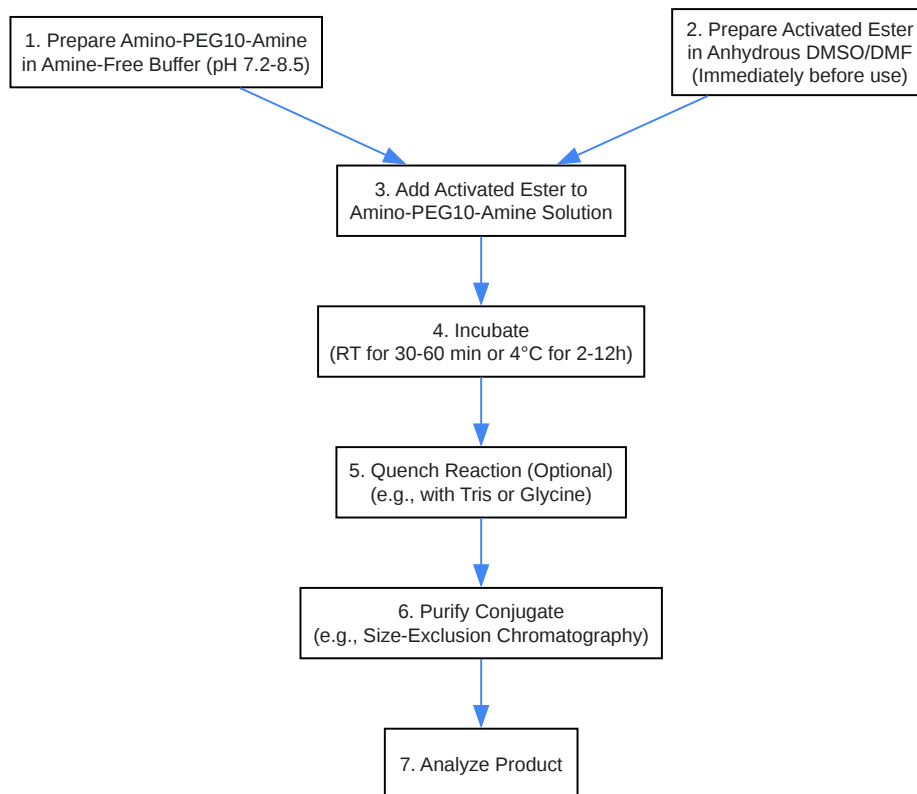 1. Prepare Amino-PEG10-Amine
in Amine-Free Buffer (pH 7.2-8.5)
2. Prepare Activated Ester
in Anhydrous DMSO/DMF
(Immediately before use)
3. Add Activated Ester to
Amino-PEG10-Amine Solution
4. Incubate
(RT for 30-60 min or 4°C for 2-12h)
5. Quench Reaction (Optional)
(e.g., with Tris or Glycine)
6. Purify Conjugate
(e.g., Size-Exclusion Chromatography)
7. Analyze Product